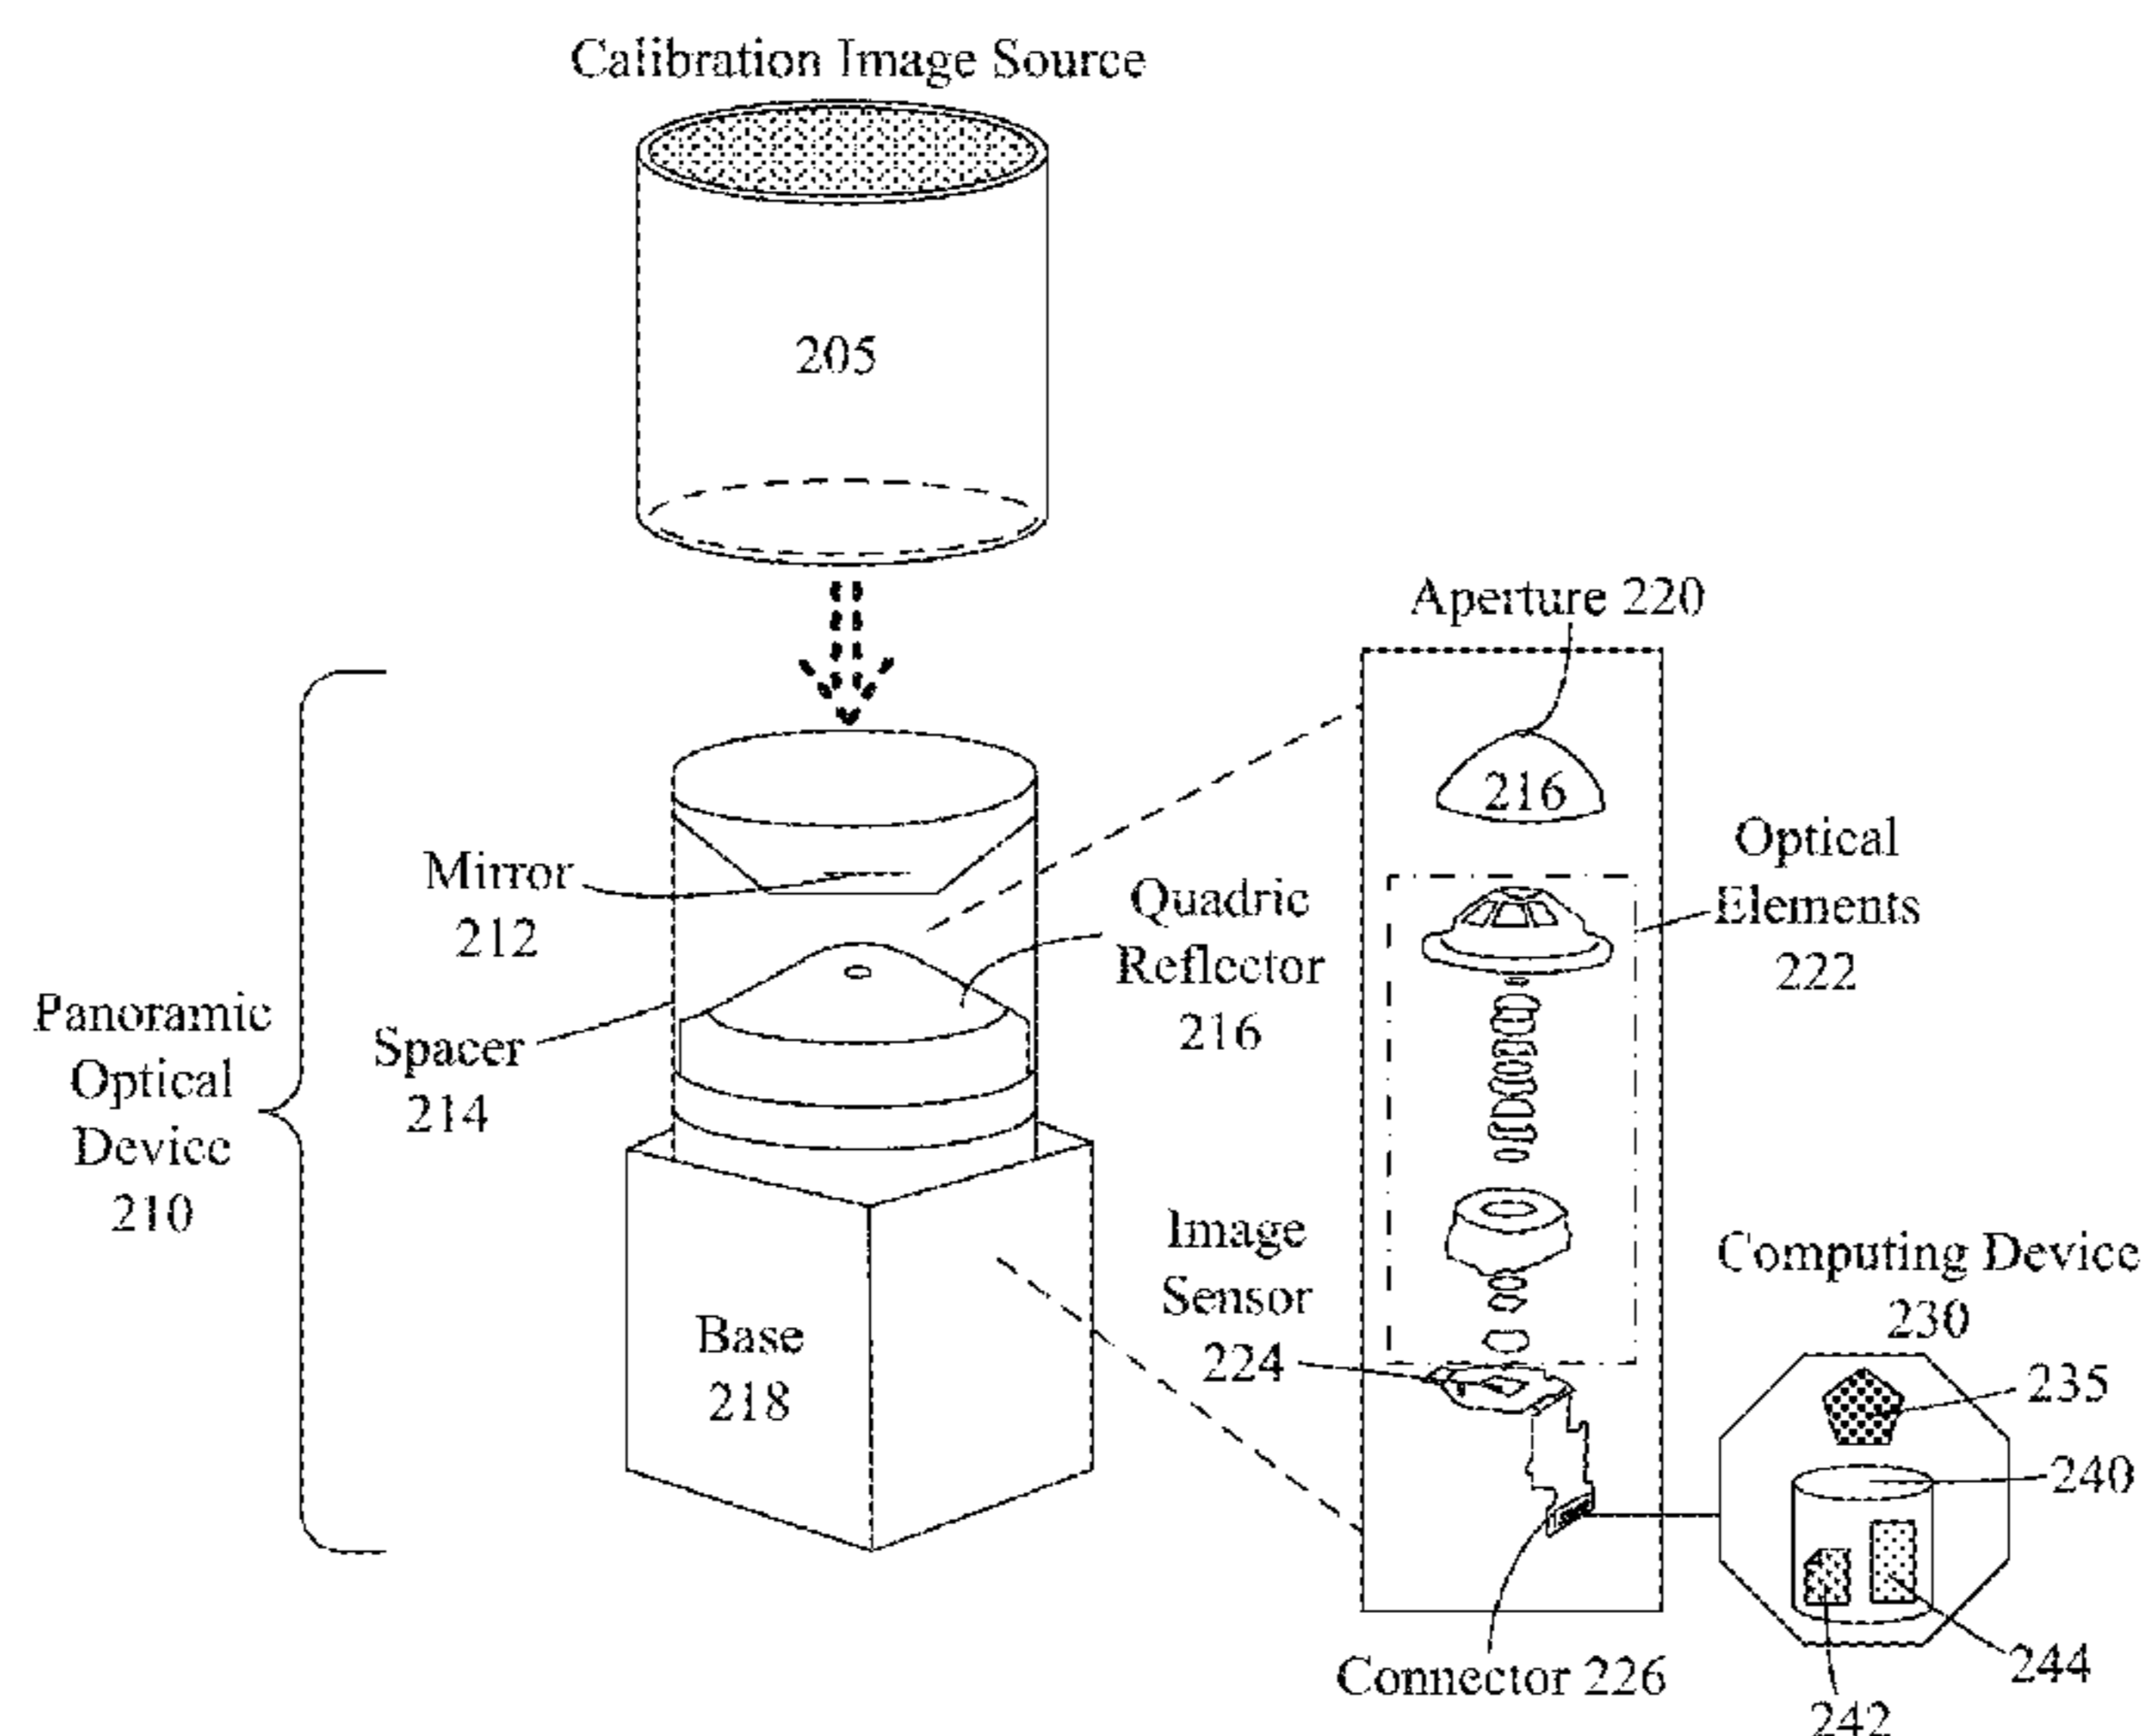 Calibration Image Source
205
Aperture 220
216
Optical
Elements
222
Mirror
212
Quadric
Reflector
216
Panoramic
Optical
Device
210
Spacer
214
Image
Sensor
224
Computing Device
230
Base
218
235
240
244
Connector 226
242